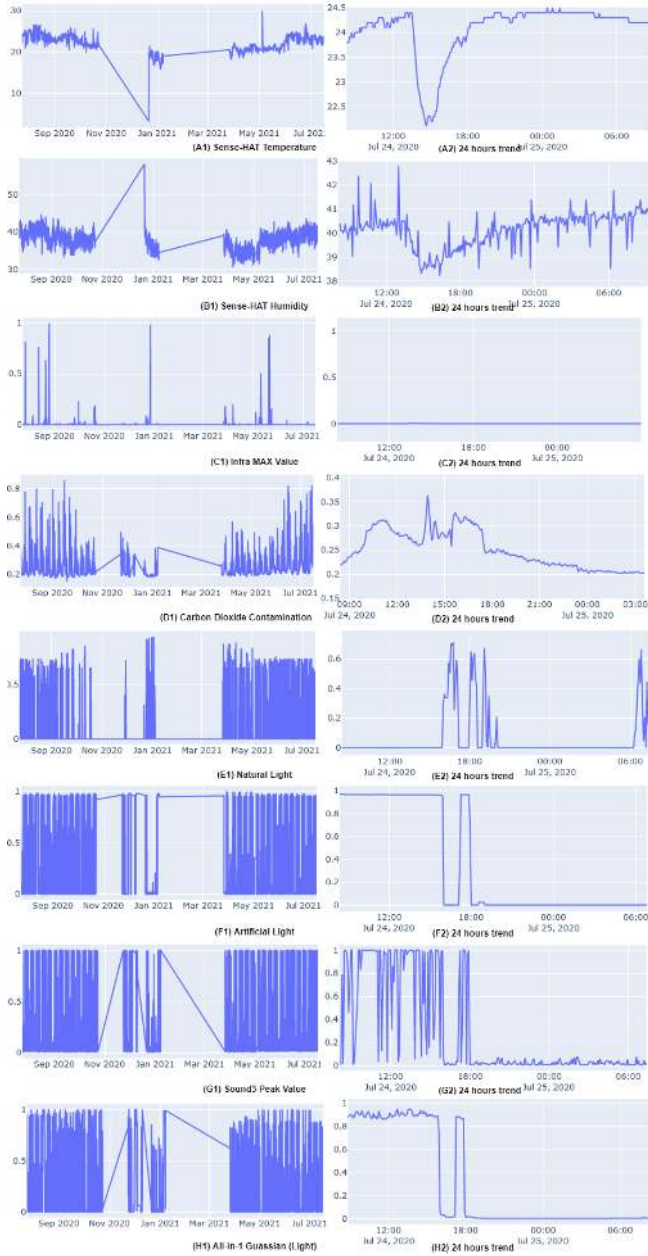 30
20
10
Sep 2020 Nov 2020 Jan 2021 Mar 2021 May 2021 Jul 2021
(A1) Sense-HAT Temperature
24.5
24
23.5
23
22.5
12:00 18:00 00:00 06:00
Jul 24, 2020 Jul 25, 2020
(A2) 24 hours trend
50
40
30
Sep 2020 Nov 2020 Jan 2021 Mar 2021 May 2021 Jul 2021
(B1) Sense-HAT Humidity
43
42
41
40
39
38
12:00 18:00 00:00 06:00
Jul 24, 2020 Jul 25, 2020
(B2) 24 hours trend
1
0.5
0
Sep 2020 Nov 2020 Jan 2021 Mar 2021 May 2021 Jul 2021
(C1) Infra MAX Value
1
0.5
0
12:00 18:00 00:00
Jul 24, 2020 Jul 25, 2020
(C2) 24 hours trend
0.8
0.6
0.4
0.2
Sep 2020 Nov 2020 Jan 2021 Mar 2021 May 2021 Jul 2021
(D1) Carbon Dioxide Contamination
0.4
0.35
0.3
0.25
0.2
0.15
09:00 12:00 15:00 18:00 21:00 00:00 03:00
Jul 24, 2020 Jul 25, 2020
(D2) 24 hours trend
0.5
0
Sep 2020 Nov 2020 Jan 2021 Mar 2021 May 2021 Jul 2021
(E1) Natural Light
0.6
0.4
0.2
0
12:00 18:00 00:00 06:00
Jul 24, 2020 Jul 25, 2020
(E2) 24 hours trend
1
0.5
0
Sep 2020 Nov 2020 Jan 2021 Mar 2021 May 2021 Jul 2021
(F1) Artificial Light
1
0.8
0.6
0.4
0.2
0
12:00 18:00 00:00 06:00
Jul 24, 2020 Jul 25, 2020
(F2) 24 hours trend
1
0.5
0
Sep 2020 Nov 2020 Jan 2021 Mar 2021 May 2021 Jul 2021
(G1) Sound3 Peak Value
1
0.8
0.6
0.4
0.2
0
12:00 18:00 00:00 06:00
Jul 24, 2020 Jul 25, 2020
(G2) 24 hours trend
1
0.5
0
Sep 2020 Nov 2020 Jan 2021 Mar 2021 May 2021 Jul 2021
(H1) All-in-1 Guassian (Light)
1
0.8
0.6
0.4
0.2
0
12:00 18:00 00:00 06:00
Jul 24, 2020 Jul 25, 2020
(H2) 24 hours trend